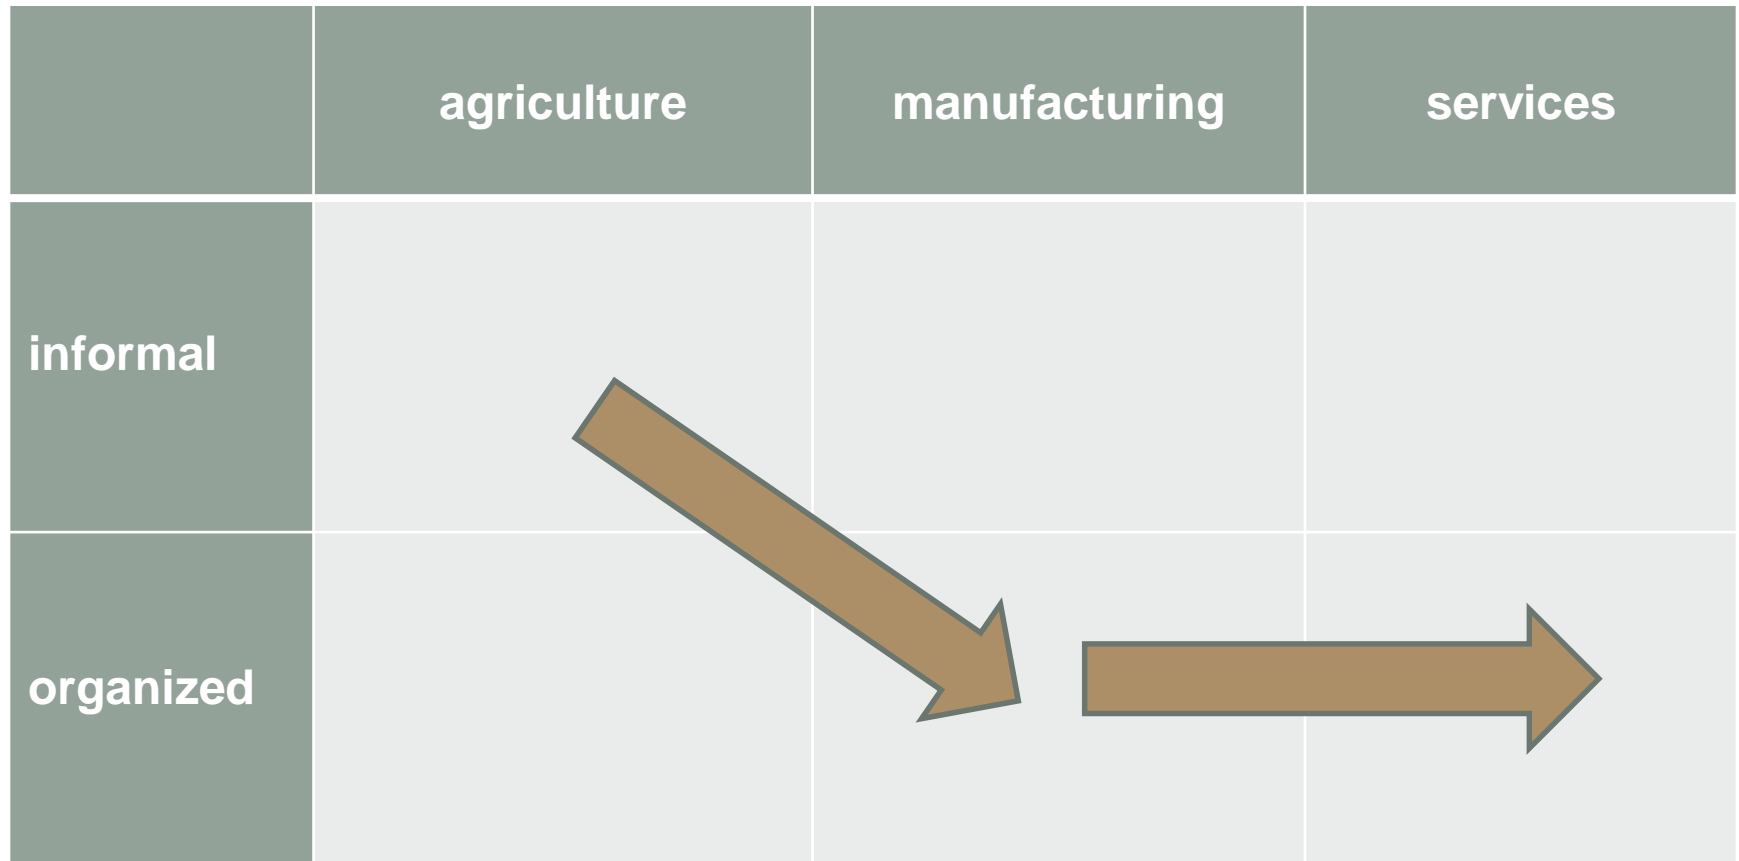 agriculture manufacturing services
informal
organized